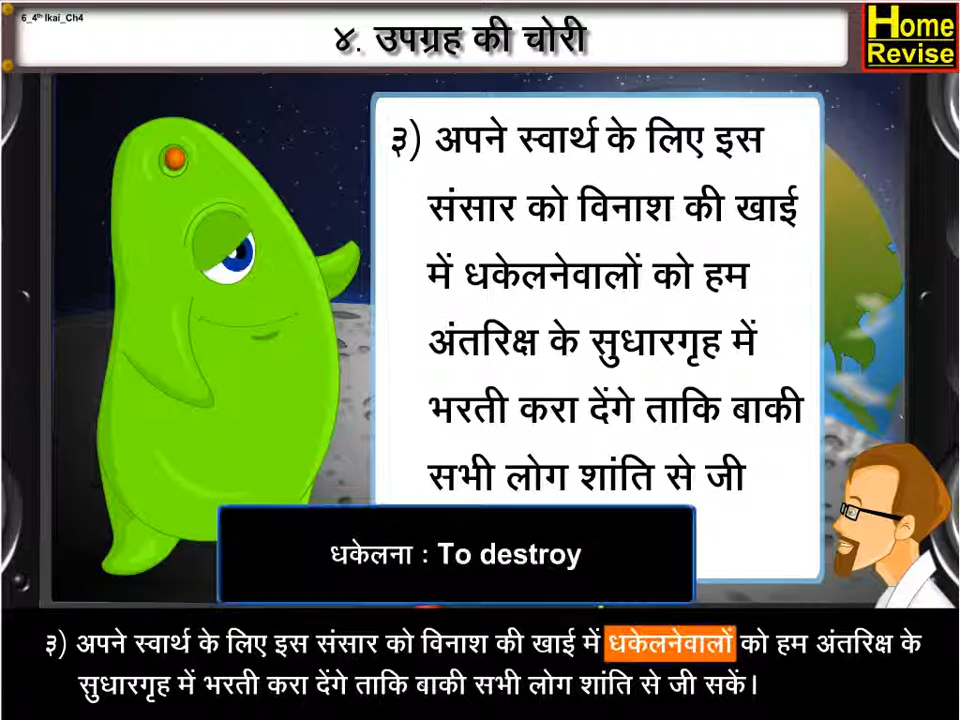 6_4th Ikai_Ch4
४. उपग्रह की चोरी
Home
Revise
३) अपने स्वार्थ के लिए इस
संसार को विनाश की खाई
में धकेलनेवालों को हम
अंतरिक्ष के सुधारगृह में
भरती करा देंगे ताकि बाकी
सभी लोग शांति से जी
धकेलना : To destroy
३) अपने स्वार्थ के लिए इस संसार को विनाश की खाई में धकेलनेवालों को हम अंतरिक्ष के
सुधारगृह में भरती करा देंगे ताकि बाकी सभी लोग शांति से जी सकें।